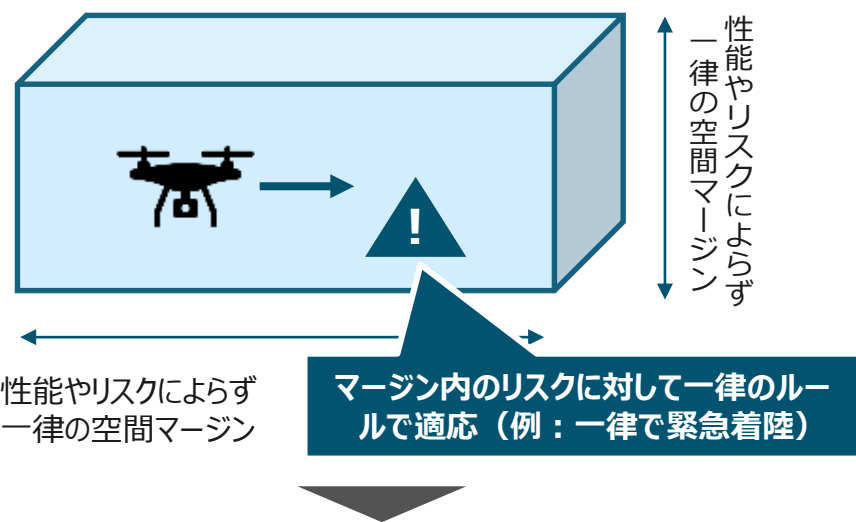 性能やリスクによらず
一律の空間マージン
!
性能やリスクによらず
一律の空間マージン
マージン内のリスクに対して一律のルー
ルで適応（例：一律で緊急着陸）